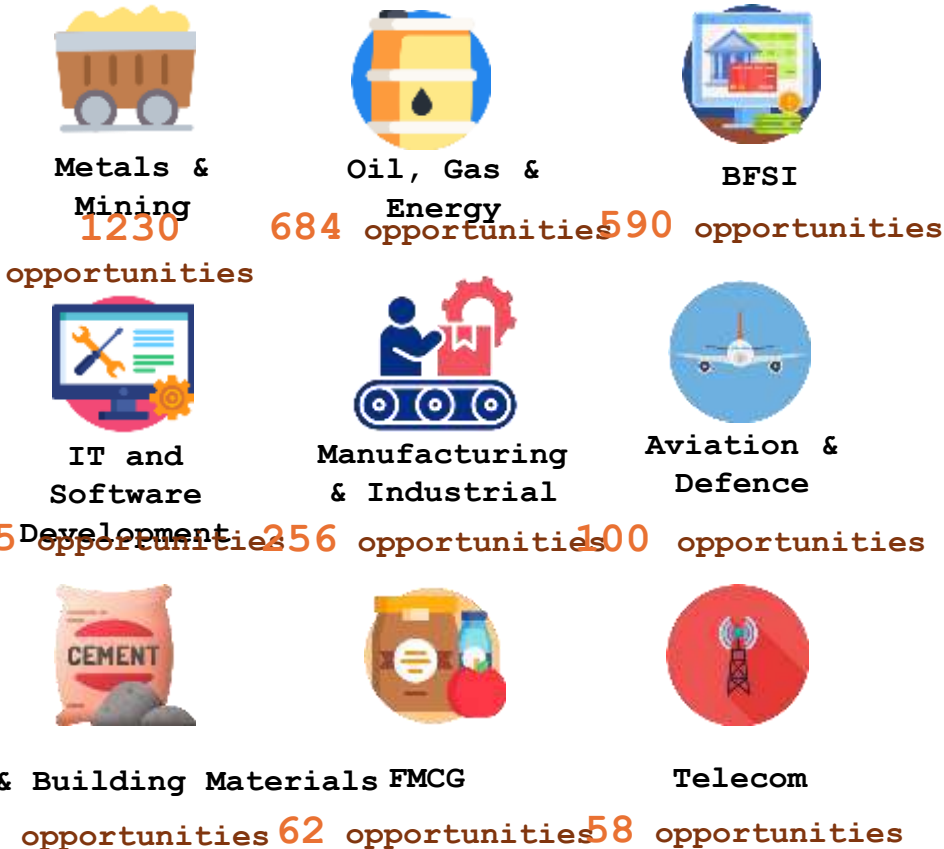 Metals &
Mining
1230
opportunities
Oil, Gas &
Energy
684 opportunities
BFSI
590 opportunities
IT and
Software
Development
5 opportunities
Manufacturing
& Industrial
256 opportunities
Aviation &
Defence
100 opportunities
CEMENT
& Building Materials
opportunities
FMCG
62 opportunities
Telecom
58 opportunities